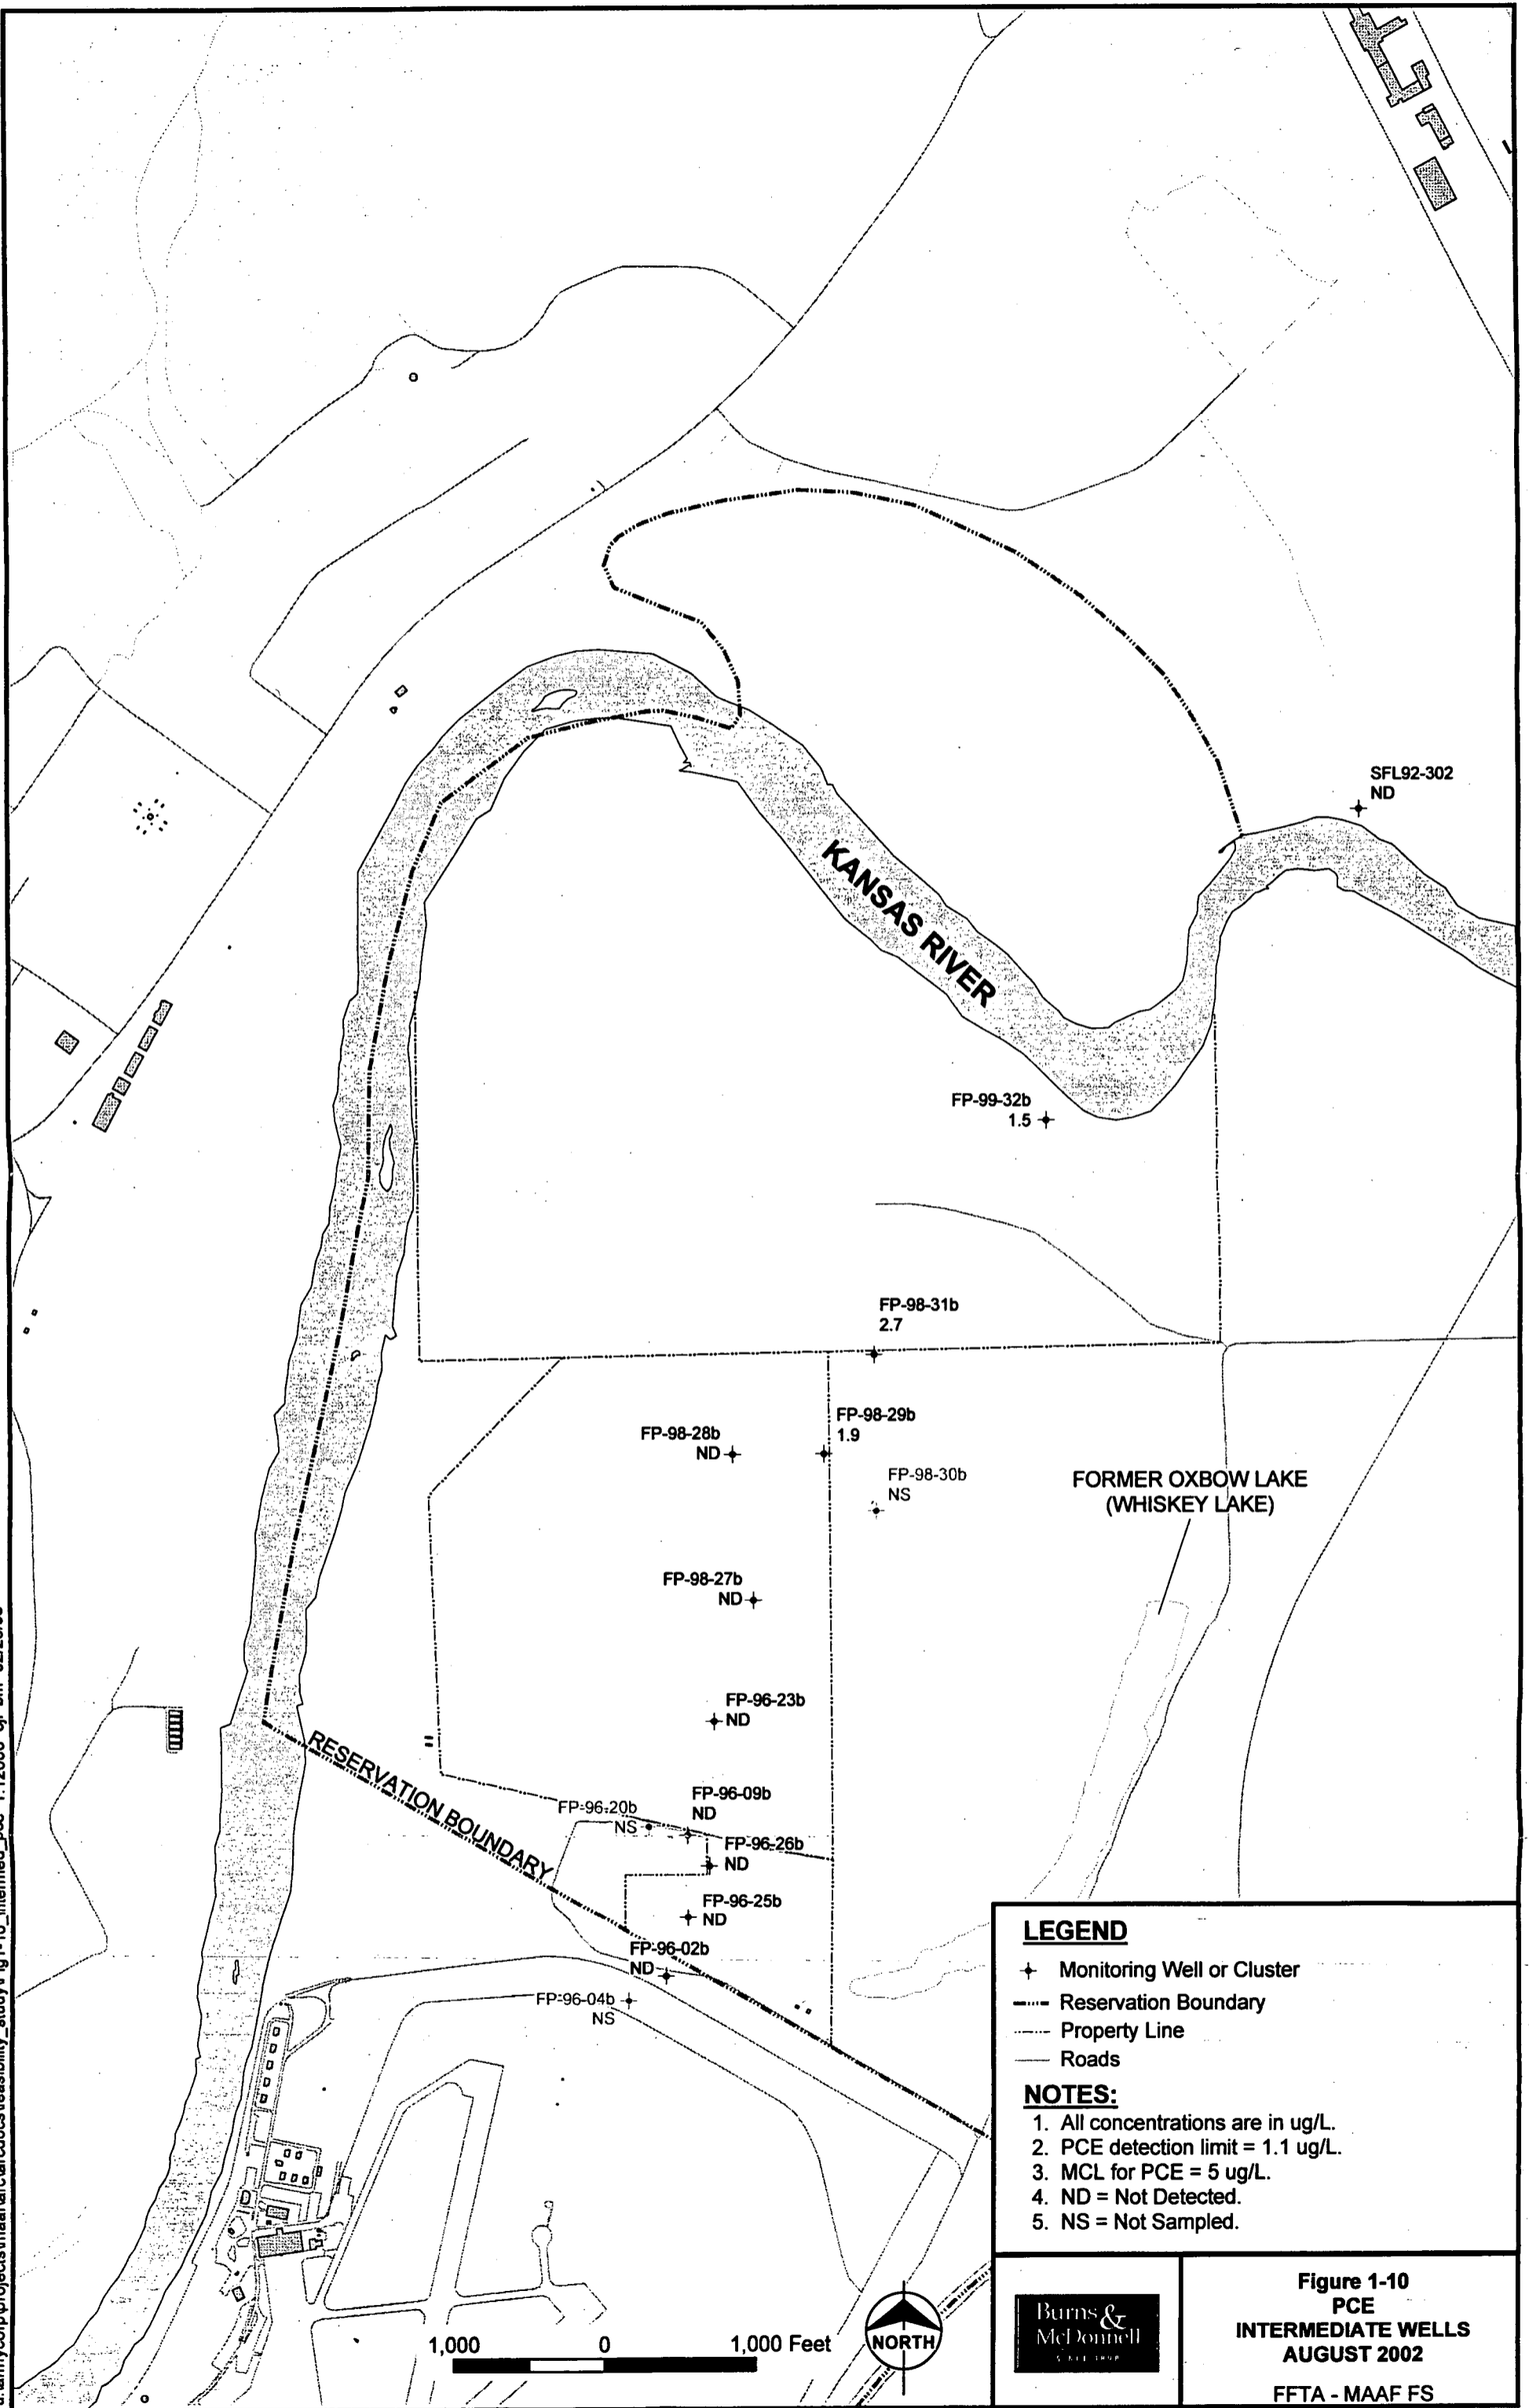 SFL92-302
ND
KANSAS RIVER
FP-99-32b
1.5
FP-98-31b
2.7
FP-98-29b
1.9
FP-98-28b
ND
FP-98-30b
NS
FORMER OXBOW LAKE
(WHISKEY LAKE)
FP-98-27b
ND
FP-96-23b
ND
RESERVATION BOUNDARY
FP-96-09b
ND
FP-96-20b
NS
FP-96-26b
ND
FP-96-25b
ND
FP-96-02b
ND
FP-96-04b
NS
LEGEND
Monitoring Well or Cluster
Reservation Boundary
Property Line
Roads
NOTES:
1. All concentrations are in ug/L.
2. PCE detection limit = 1.1 ug/L.
3. MCL for PCE = 5 ug/L.
4. ND = Not Detected.
5. NS = Not Sampled.
1,000 0 1,000 Feet
NORTH
Burns &
McDonnell
SINCE 1898
Figure 1-10
PCE
INTERMEDIATE WELLS
AUGUST 2002
FFTA - MAAF FS